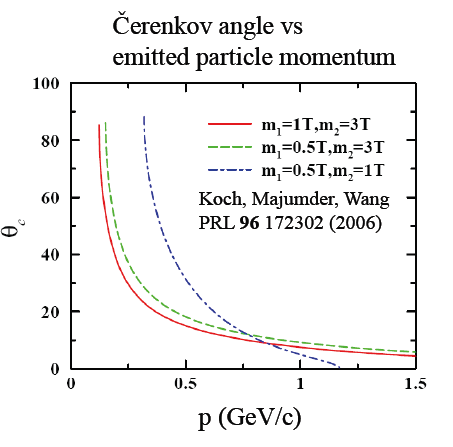 Čerenkov angle vs
emitted particle momentum
100
80
60
40
20
0
θc
m1=1T,m2=3T
m1=0.5T,m2=3T
m1=0.5T,m2=1T
Koch, Majumder, Wang
PRL 96 172302 (2006)
0 0.5 1 1.5
p (GeV/c)